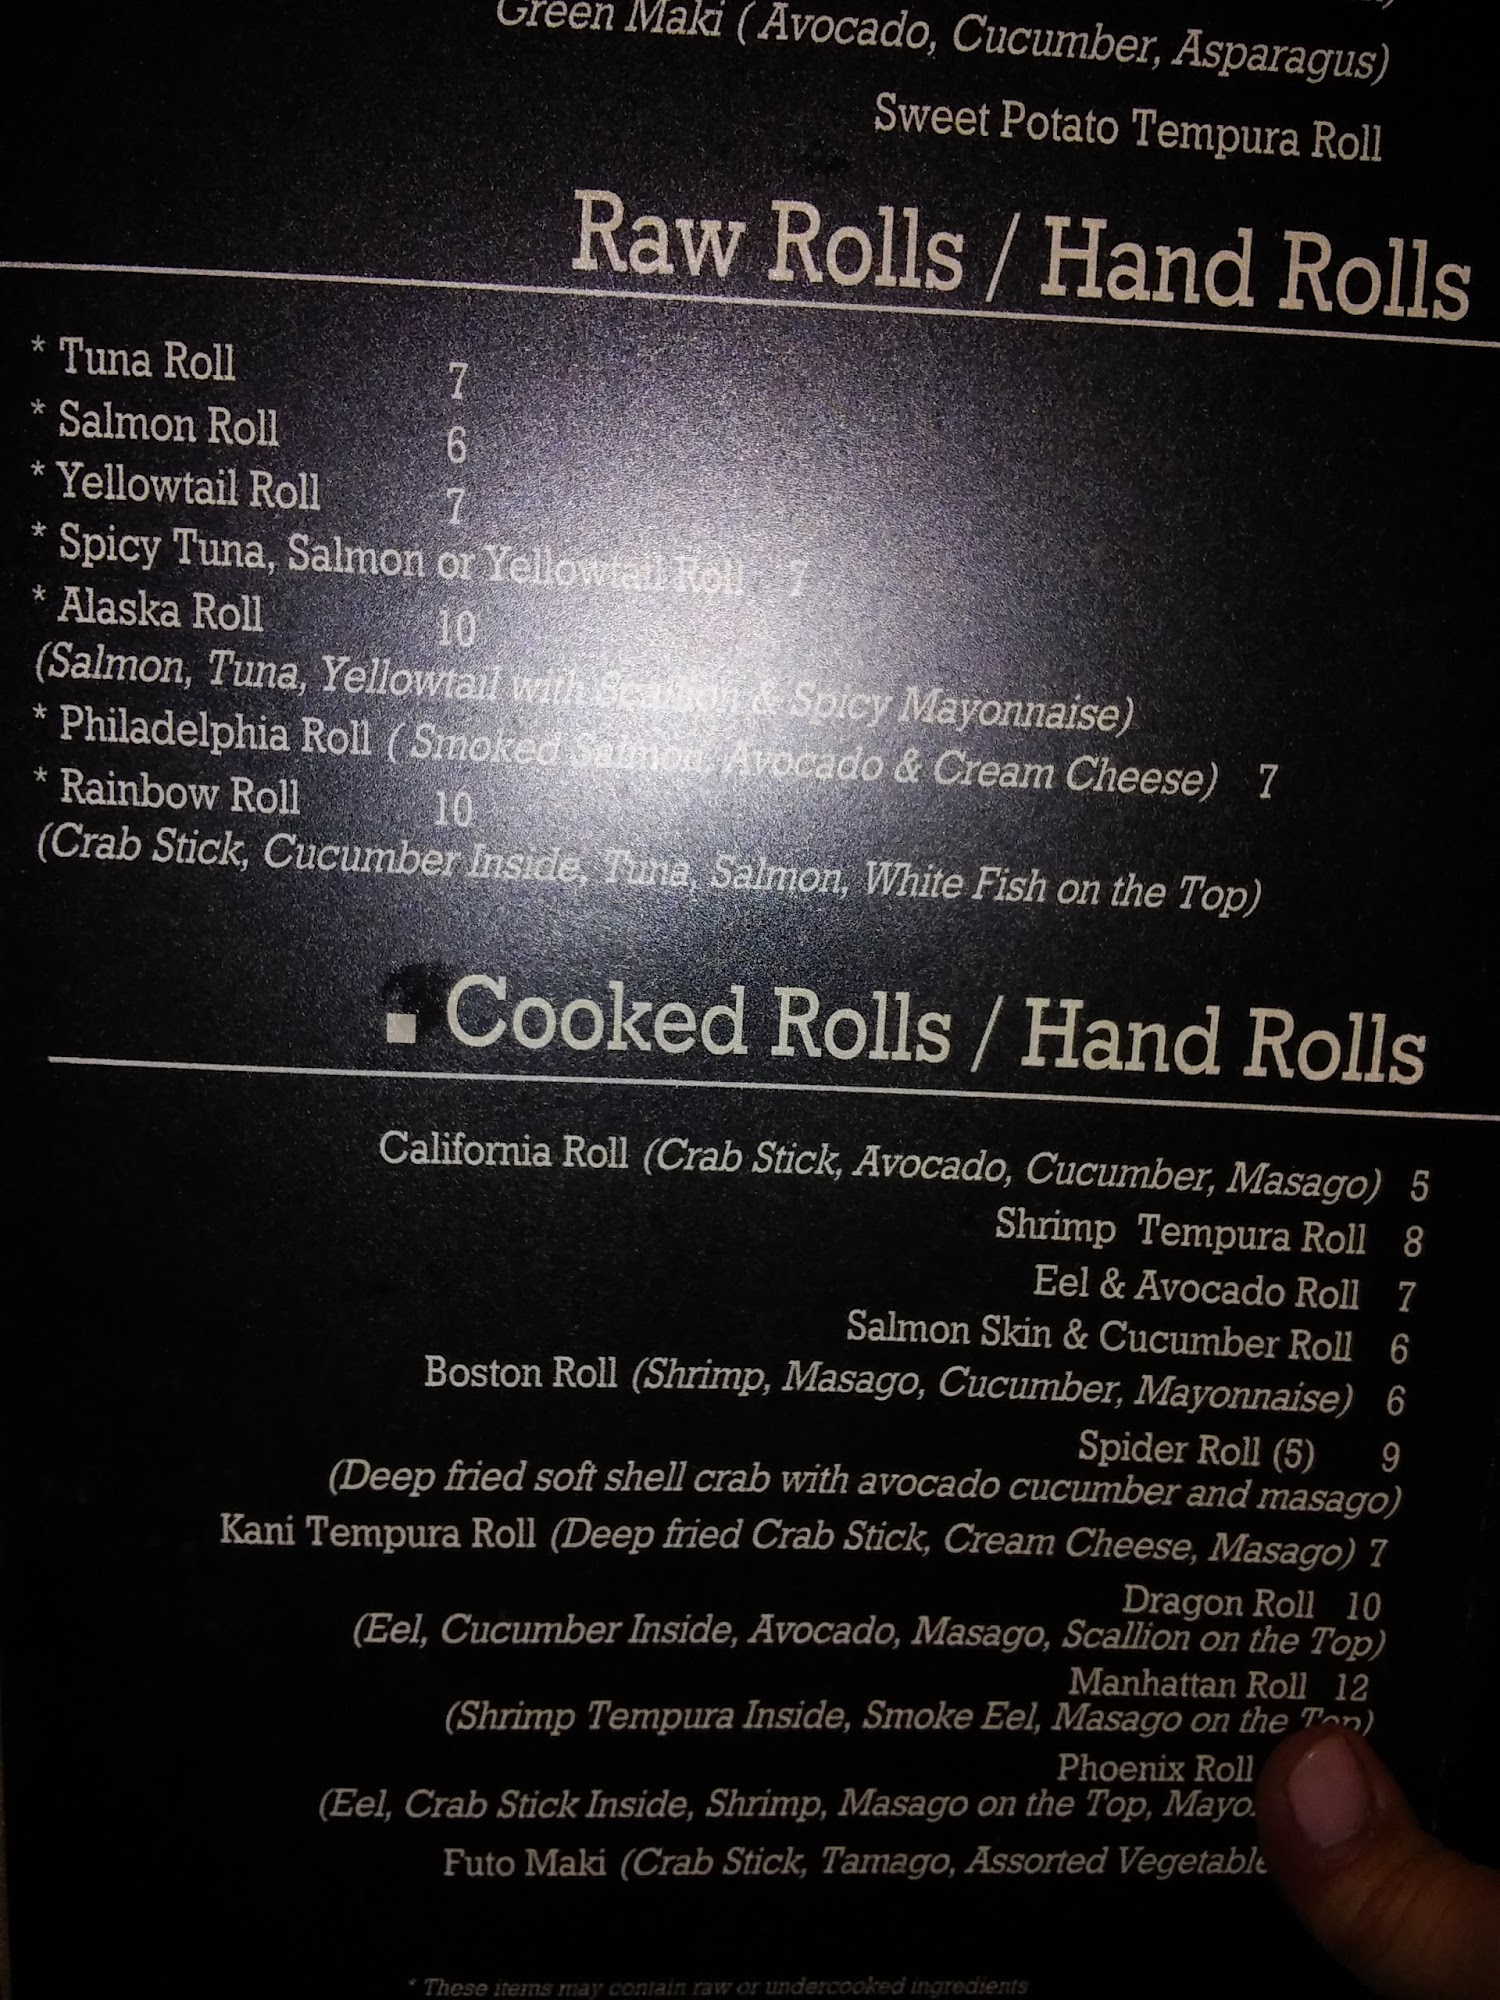 Green Maki ( Avocado, Cucumber, Asparagus)
Sweet Potato Tempura Roll
Raw Rolls / Hand Rolls
* Tuna Roll 7
* Salmon Roll 6
* Yellowtail Roll 7
* Spicy Tuna, Salmon or Yellowtail Roll 7
* Alaska Roll 10
(Salmon, Tuna, Yellowtail with Scallion & Spicy Mayonnaise)
* Philadelphia Roll ( Smoked Salmon, Avocado & Cream Cheese) 7
* Rainbow Roll 10
(Crab Stick, Cucumber Inside, Tuna, Salmon, White Fish on the Top)
Cooked Rolls / Hand Rolls
California Roll (Crab Stick, Avocado, Cucumber, Masago) 5
Shrimp Tempura Roll 8
Eel & Avocado Roll 7
Salmon Skin & Cucumber Roll 6
Boston Roll (Shrimp, Masago, Cucumber, Mayonnaise) 6
Spider Roll (5) 9
(Deep fried soft shell crab with avocado cucumber and masago)
Kani Tempura Roll (Deep fried Crab Stick, Cream Cheese, Masago) 7
Dragon Roll 10
(Eel, Cucumber Inside, Avocado, Masago, Scallion on the Top)
Manhattan Roll 12
(Shrimp Tempura Inside, Smoke Eel, Masago on the Top)
Phoenix Roll
(Eel, Crab Stick Inside, Shrimp, Masago on the Top, Mayo
Futo Maki (Crab Stick, Tamago, Assorted Vegetable
* These items may contain raw or undercooked ingredients